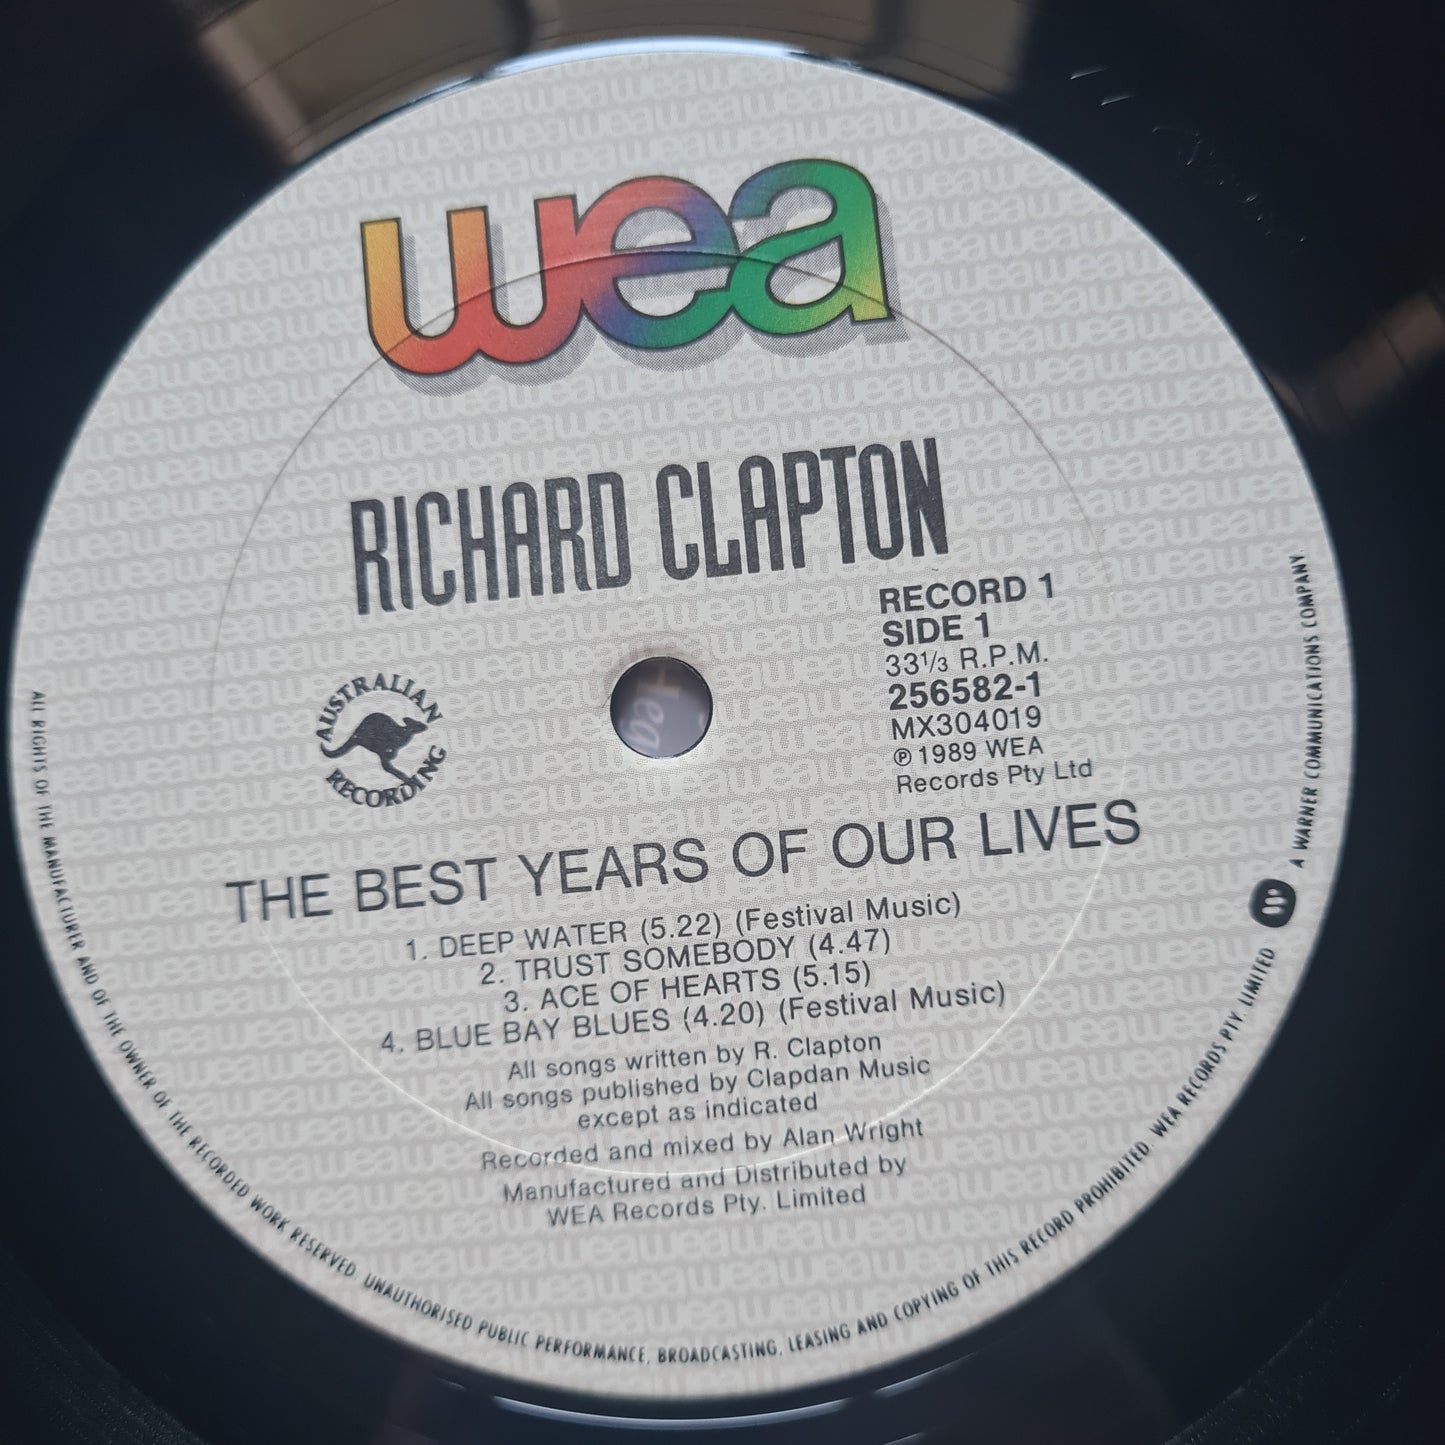 wea
RICHARD CLAPTON
RECORD 1
SIDE 1
33⅓ R.P.M.
256582-1
MX304019
℗ 1989 WEA
Records Pty Ltd
AUSTRALIAN
RECORDING
THE BEST YEARS OF OUR LIVES
1. DEEP WATER (5.22) (Festival Music)
2. TRUST SOMEBODY (4.47)
3. ACE OF HEARTS (5.15)
4. BLUE BAY BLUES (4.20) (Festival Music)
All songs written by R. Clapton
All songs published by Clapdan Music
except as indicated
Recorded and mixed by Alan Wright
Manufactured and Distributed by
WEA Records Pty. Limited
ALL RIGHTS OF THE MANUFACTURER AND OF THE OWNER OF THE RECORDED WORK RESERVED. UNAUTHORISED PUBLIC PERFORMANCE, BROADCASTING, LEASING AND COPYING OF THIS RECORD PROHIBITED. WEA RECORDS PTY. LIMITED A WARNER COMMUNICATIONS COMPANY